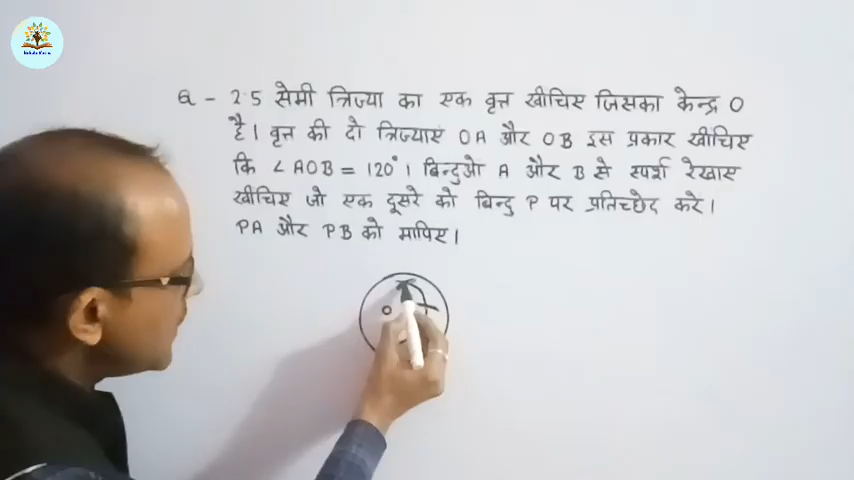 Q - 2.5 सेमी त्रिज्या का एक वृत्त खीचिए जिसका केन्द्र O
है। वृत्त की दो त्रिज्याएं OA और OB इस प्रकार खीचिए
कि ∠AOB = 120°। बिन्दुओ A और B से स्पर्श रेखाए
खीचिए जो एक दूसरे को बिन्दु P पर प्रतिच्छेद करे।
PA और PB को मापिए।
O